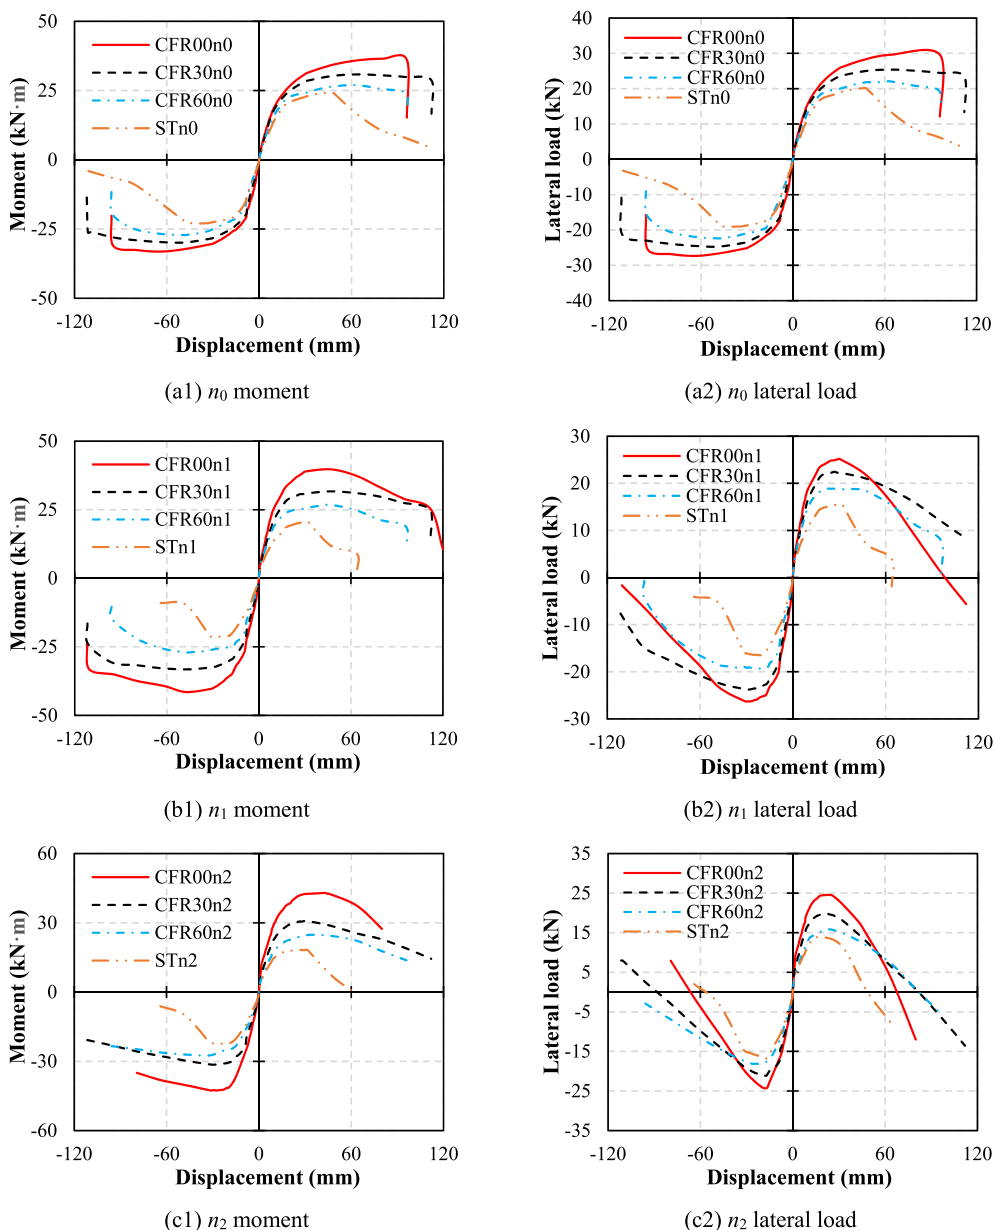 50
25
0
-25
-50
-120
-60
0
60
120
Moment (kN·m)
CFR00n0
CFR30n0
CFR60n0
STn0
Displacement (mm)
(a1) n0 moment
40
30
20
10
0
-10
-20
-30
-40
-120
-60
0
60
120
Lateral load (kN)
CFR00n0
CFR30n0
CFR60n0
STn0
Displacement (mm)
(a2) n0 lateral load
50
25
0
-25
-50
-120
-60
0
60
120
Moment (kN·m)
CFR00n1
CFR30n1
CFR60n1
STn1
Displacement (mm)
(b1) n1 moment
30
20
10
0
-10
-20
-30
-120
-60
0
60
120
Lateral load (kN)
CFR00n1
CFR30n1
CFR60n1
STn1
Displacement (mm)
(b2) n1 lateral load
60
30
0
-30
-60
-120
-60
0
60
120
Moment (kN·m)
CFR00n2
CFR30n2
CFR60n2
STn2
Displacement (mm)
(c1) n2 moment
35
25
15
5
-5
-15
-25
-35
-120
-60
0
60
120
Lateral load (kN)
CFR00n2
CFR30n2
CFR60n2
STn2
Displacement (mm)
(c2) n2 lateral load